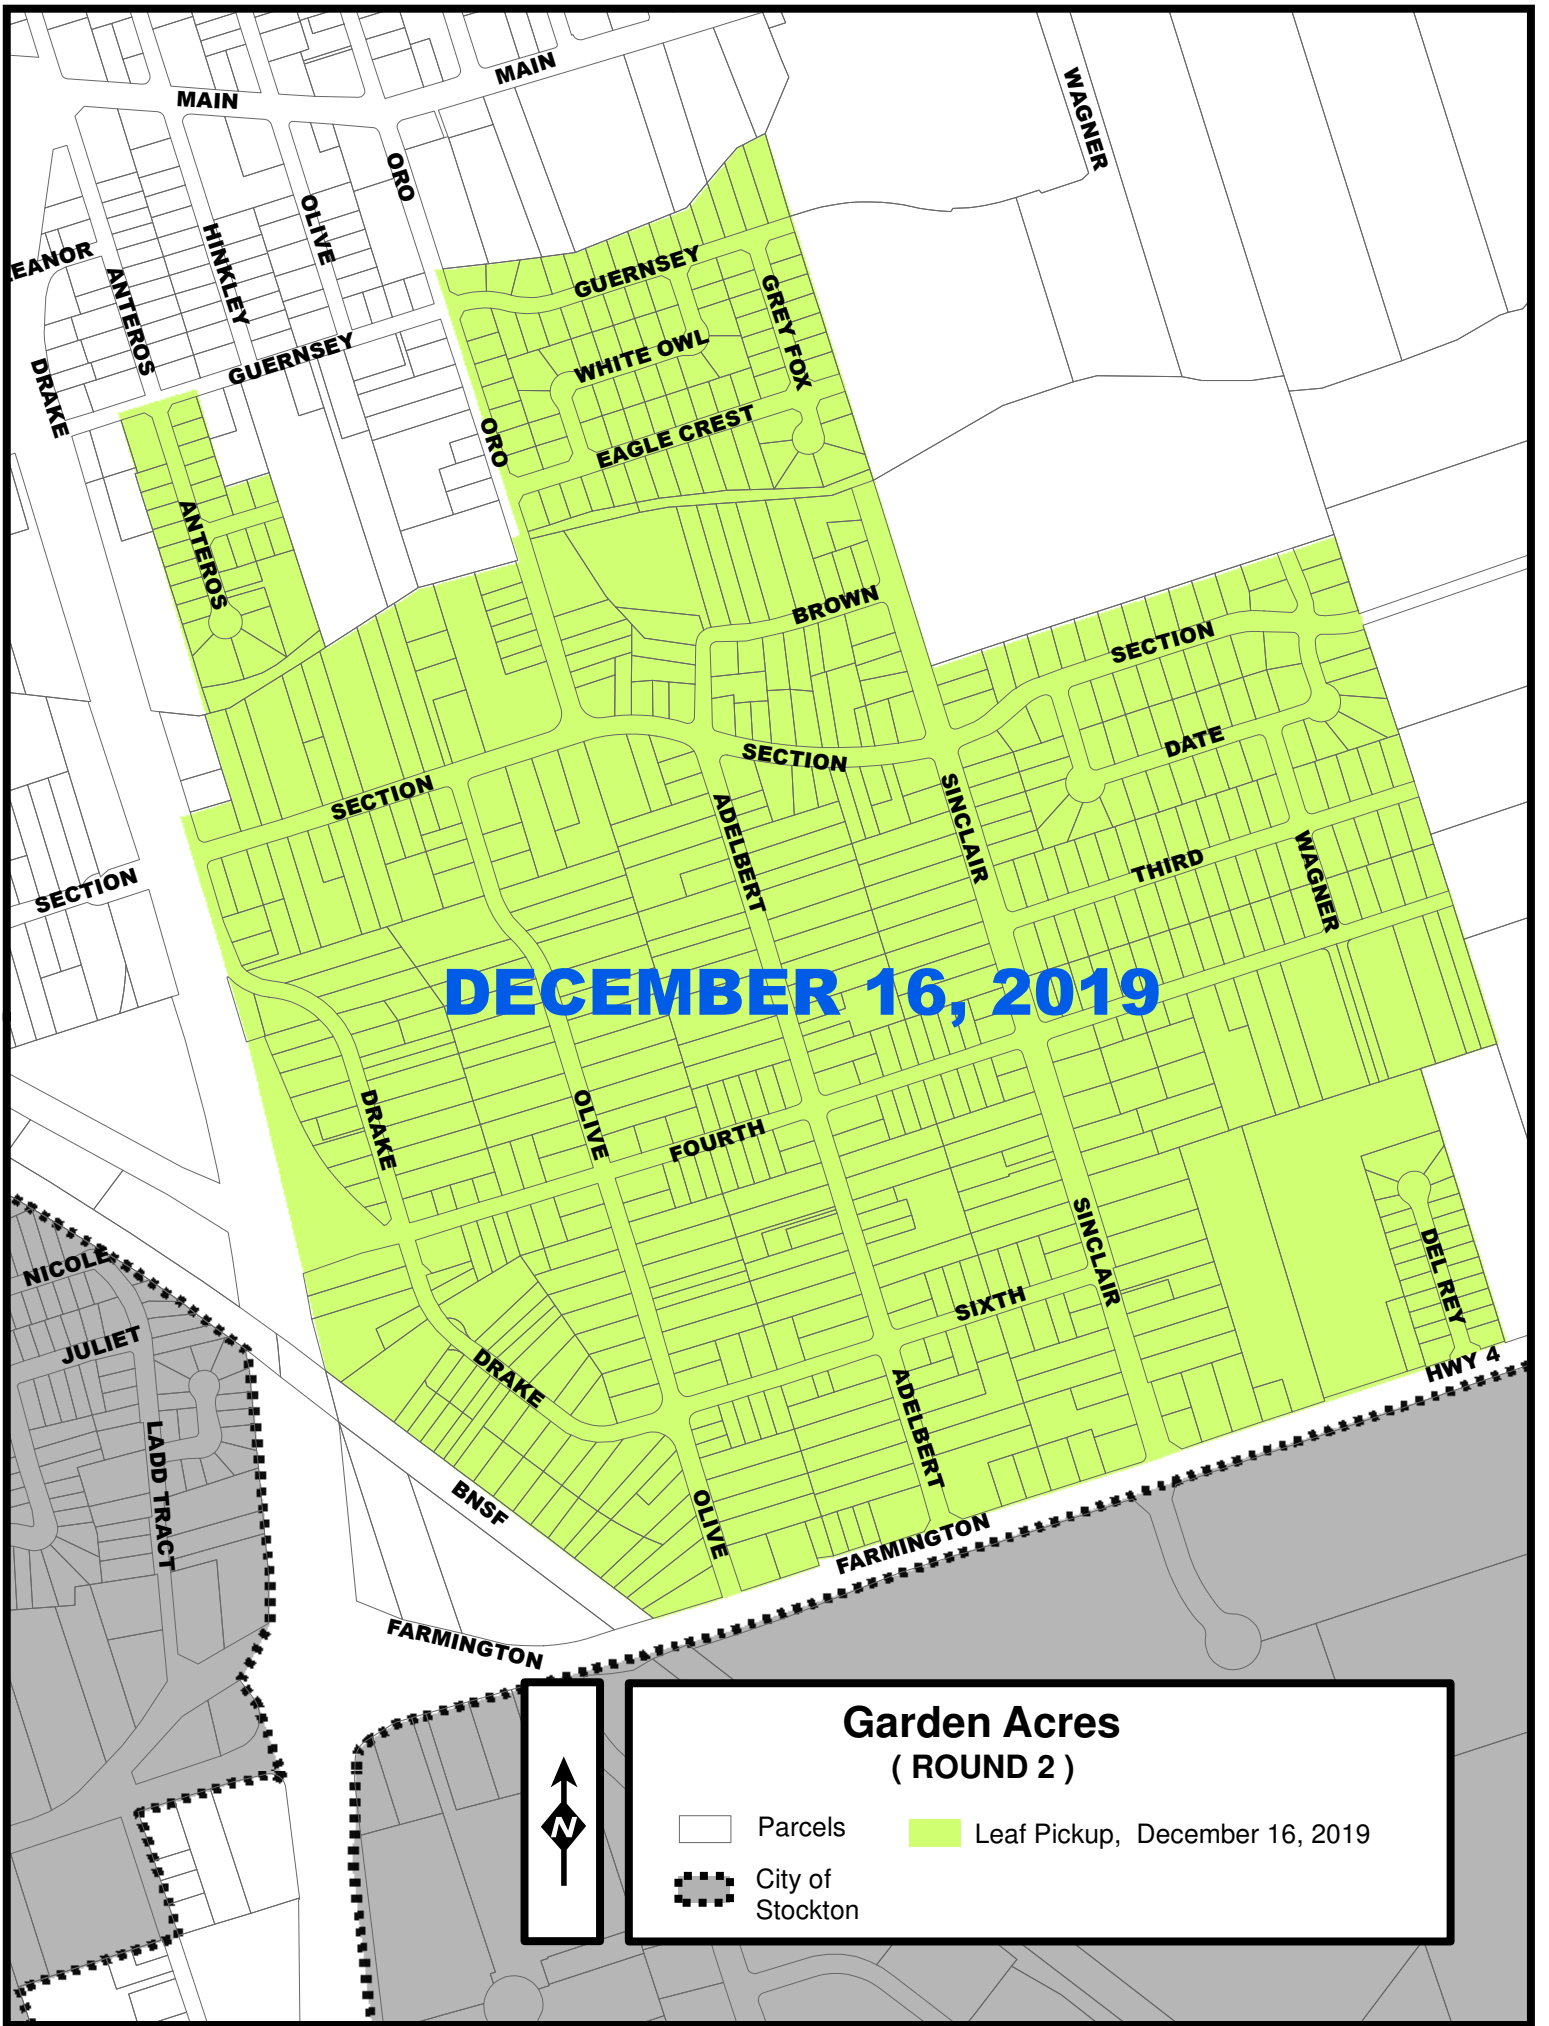 MAIN
MAIN
WAGNER
ORO
OLIVE
HINKLEY
EANOR
ANTEROS
GUERNSEY
GREY FOX
DRAKE
GUERNSEY
WHITE OWL
ORO
EAGLE CREST
ANTEROS
BROWN
SECTION
DATE
SECTION
SECTION
SINCLAIR
ADELBERT
THIRD
WAGNER
SECTION
DECEMBER 16, 2019
DRAKE
OLIVE
FOURTH
SINCLAIR
NICOLE
DEL REY
SIXTH
JULIET
DRAKE
HWY 4
ADELBERT
LADD TRACT
BNSF
OLIVE
FARMINGTON
FARMINGTON
Garden Acres
( ROUND 2 )
N
Parcels
Leaf Pickup, December 16, 2019
City of
Stockton